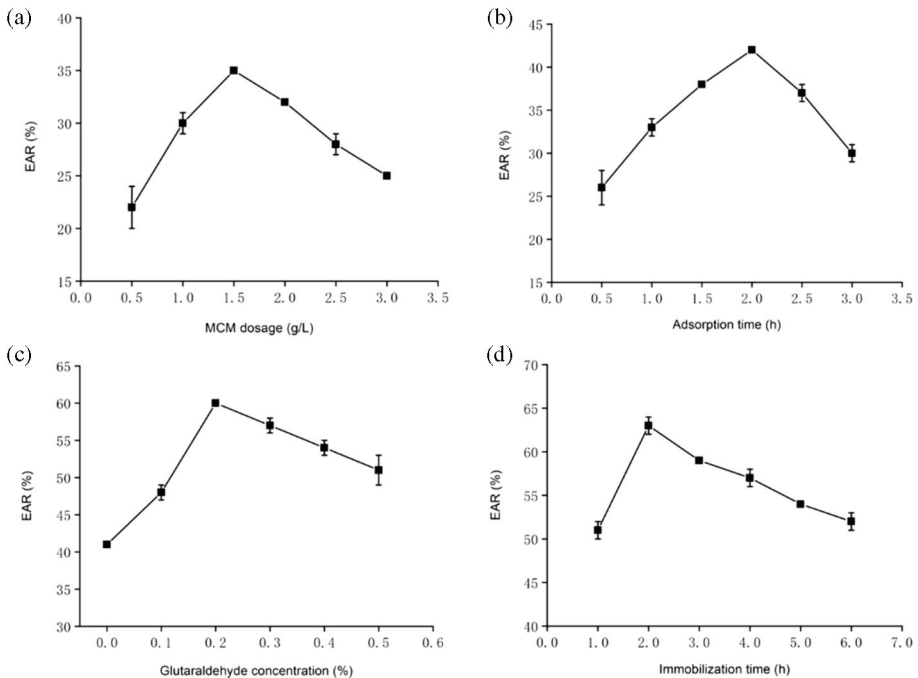 (a)
40
35
30
25
20
15
EAR (%)
0.0 0.5 1.0 1.5 2.0 2.5 3.0 3.5
MCM dosage (g/L)
(b)
45
40
35
30
25
20
15
EAR (%)
0.0 0.5 1.0 1.5 2.0 2.5 3.0 3.5
Adsorption time (h)
(c)
65
60
55
50
45
40
35
30
EAR (%)
0.0 0.1 0.2 0.3 0.4 0.5 0.6
Glutaraldehyde concentration (%)
(d)
70
65
60
55
50
45
40
EAR (%)
0.0 1.0 2.0 3.0 4.0 5.0 6.0 7.0
Immobilization time (h)